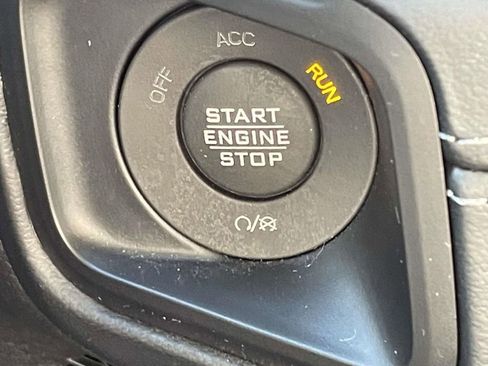 ACC
OFF
RUN
START
ENGINE
STOP